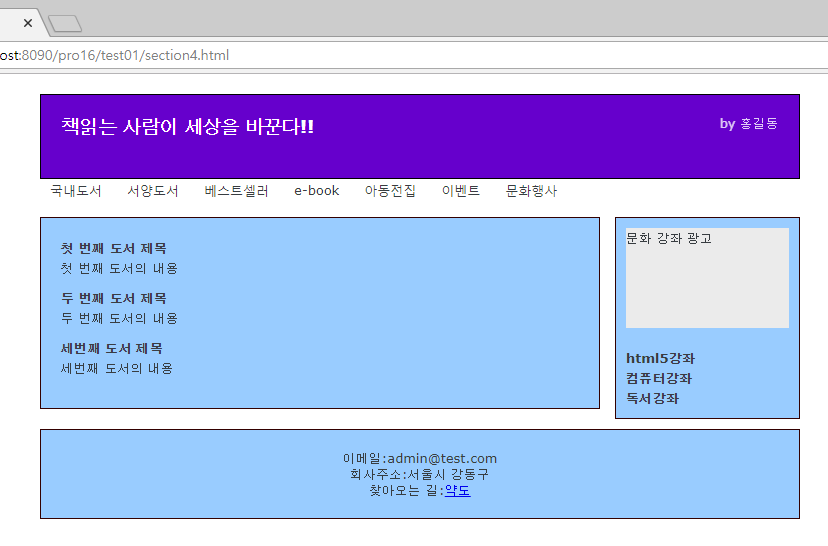 ost:8090/pro16/test01/section4.html
책읽는 사람이 세상을 바꾼다!!
by 홍길동
국내도서 서양도서 베스트셀러 e-book 아동전집 이벤트 문화행사
첫 번째 도서 제목
첫 번째 도서의 내용
두 번째 도서 제목
두 번째 도서의 내용
세번째 도서 제목
세번째 도서의 내용
문화 강좌 광고
html5강좌
컴퓨터강좌
독서강좌
이메일:admin@test.com
회사주소:서울시 강동구
찾아오는 길:약도